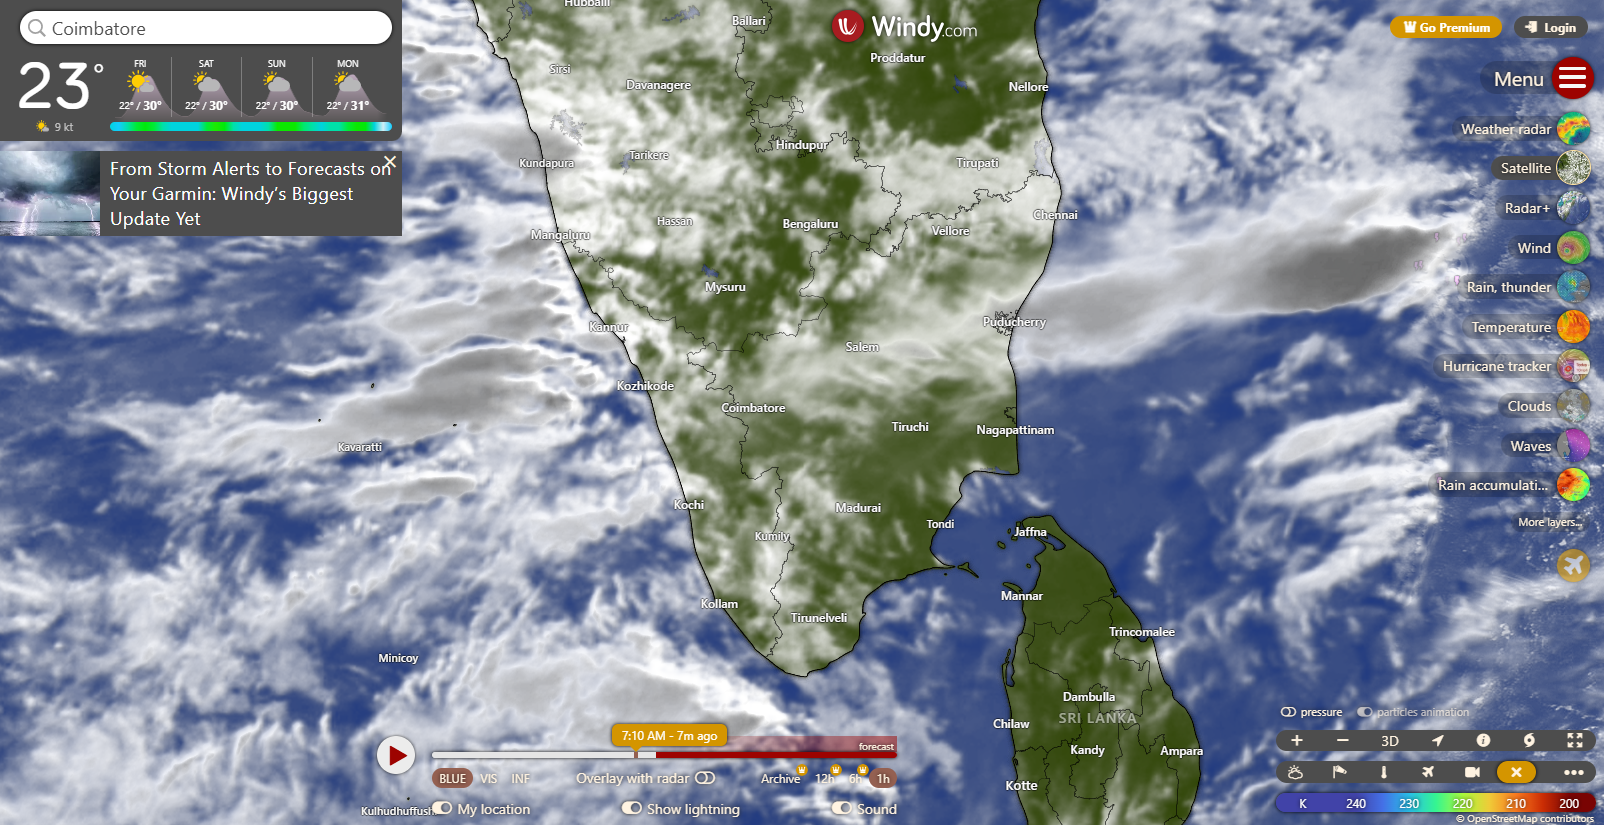 Coimbatore
23°
FRI
22° / 30°
SAT
22° / 30°
SUN
22° / 30°
MON
22° / 31°
9 kt
From Storm Alerts to Forecasts on
Your Garmin: Windy’s Biggest
Update Yet
Windy.com
Go Premium
Login
Menu
Weather radar
Satellite
Radar+
Wind
Rain, thunder
Temperature
Hurricane tracker
Clouds
Waves
Rain accumulati...
More layers...
Hubballi
Ballari
Proddatur
Sirsi
Davanagere
Nellore
Hindupur
Kundapura
Tarikere
Tirupati
Hassan
Bengaluru
Chennai
Mangaluru
Vellore
Mysuru
Kannur
Puducherry
Salem
Kozhikode
Coimbatore
Tiruchi
Nagapattinam
Kavaratti
Kochi
Madurai
Tondi
Kumily
Jaffna
Mannar
Kollam
Tirunelveli
Trincomalee
Minicoy
Dambulla
SRI LANKA
Chilaw
Kandy
Ampara
Kotte
Kulhudhuffush
7:10 AM - 7m ago
forecast
BLUE VIS INF
Overlay with radar
Archive 12h 6h 1h
My location
Show lightning
Sound
pressure
particles animation
3D
K 240 230 220 210 200
© OpenStreetMap contributors